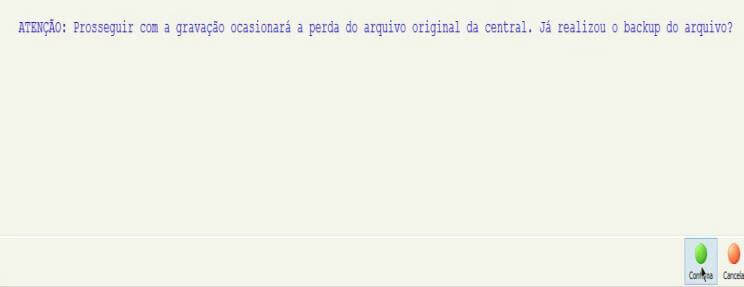 ATENÇÃO: Prosseguir com a gravação ocasionará a perda do arquivo original da central. Já realizou o backup do arquivo?
Confirma Cancela